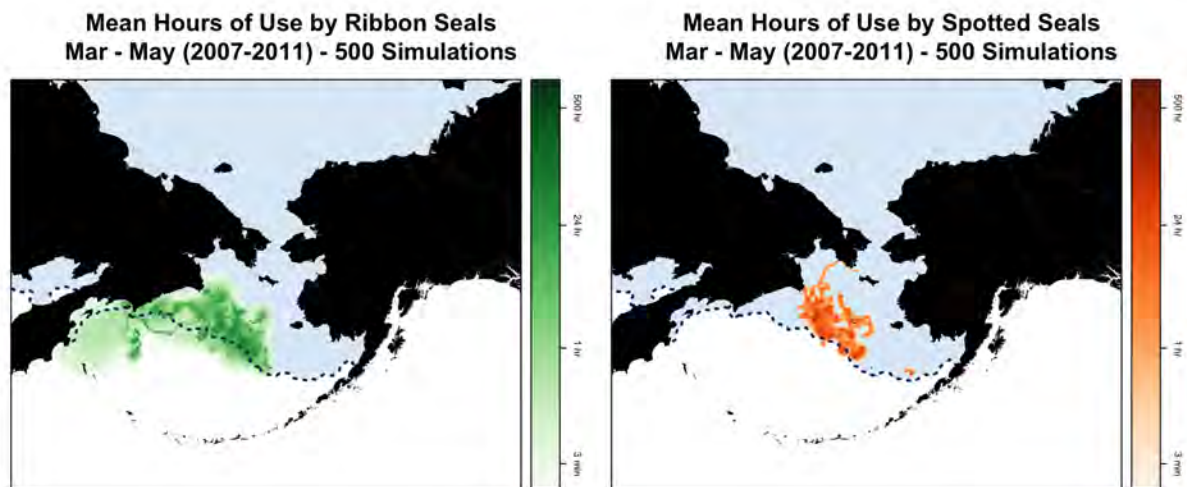 Mean Hours of Use by Ribbon Seals
Mar - May (2007-2011) - 500 Simulations
500 hr
24 hr
1 hr
3 min
Mean Hours of Use by Spotted Seals
Mar - May (2007-2011) - 500 Simulations
500 hr
24 hr
1 hr
3 min